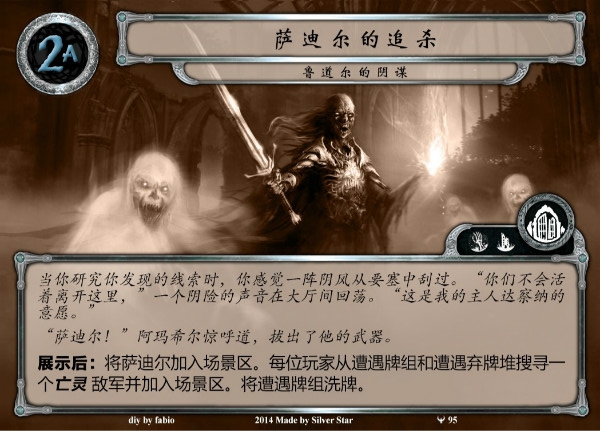 2A
萨迪尔的追杀
鲁道尔的阴谋
当你研究你发现的线索时，你感觉一阵阴风从要塞中刮过。“你们不会活
着离开这里，”一个阴险的声音在大厅间回荡。“这是我的主人达察纳的
意愿。”
“萨迪尔！”阿玛希尔惊呼道，拔出了他的武器。
展示后：将萨迪尔加入场景区。每位玩家从遭遇牌组和遭遇弃牌堆搜寻一
个亡灵 敌军并加入场景区。将遭遇牌组洗牌。
diy by fabio 2014 Made by Silver Star 95